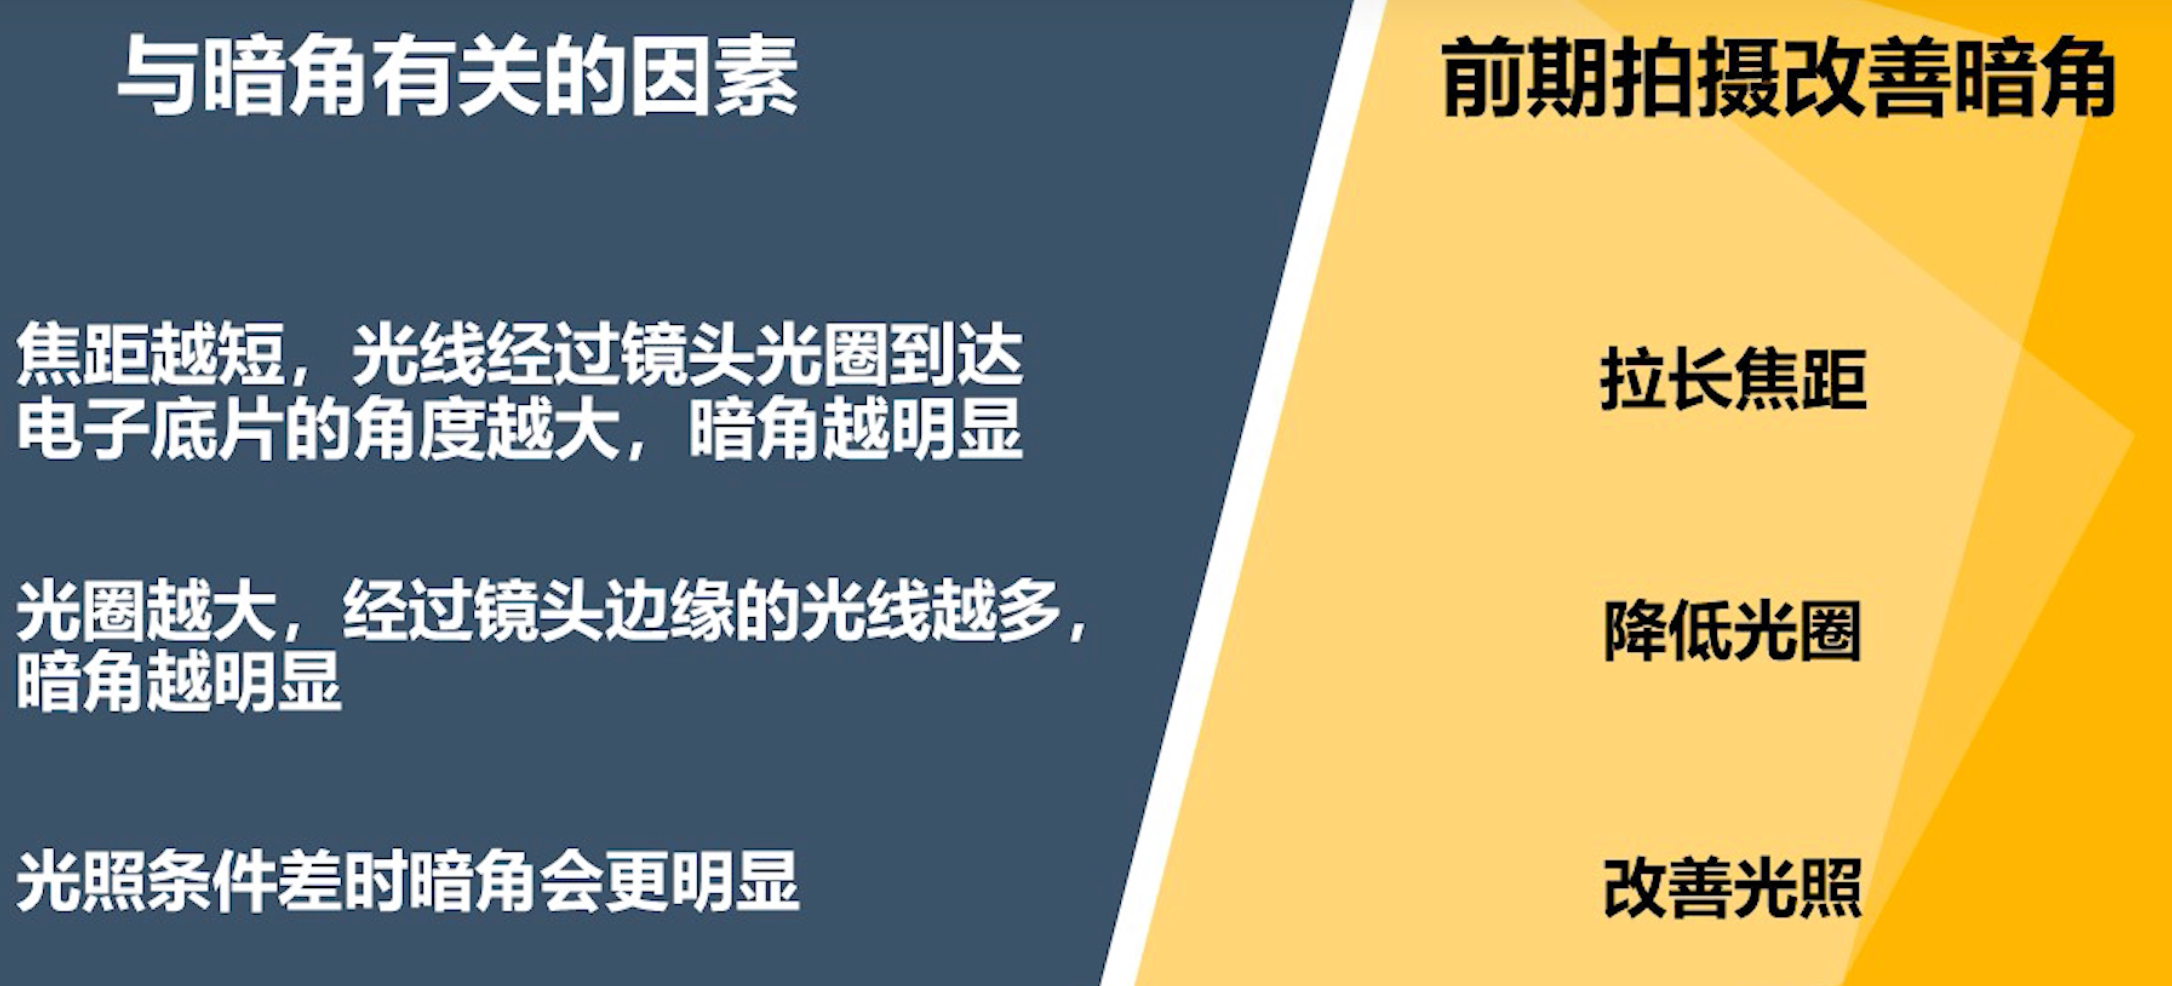 与暗角有关的因素
前期拍摄改善暗角
焦距越短，光线经过镜头光圈到达
电子底片的角度越大，暗角越明显
拉长焦距
光圈越大，经过镜头边缘的光线越多，
暗角越明显
降低光圈
光照条件差时暗角会更明显
改善光照